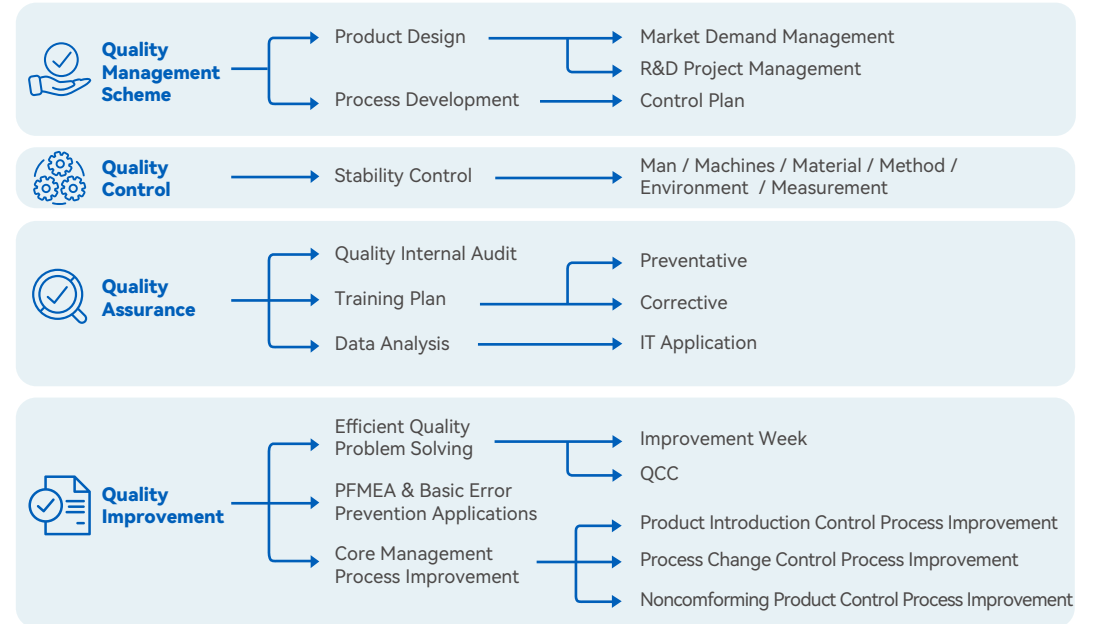 Quality
Management
Scheme
Product Design
Market Demand Management
R&D Project Management
Process Development
Control Plan
Quality
Control
Stability Control
Man / Machines / Material / Method /
Environment / Measurement
Quality
Assurance
Quality Internal Audit
Training Plan
Preventative
Corrective
Data Analysis
IT Application
Quality
Improvement
Efficient Quality
Problem Solving
Improvement Week
QCC
PFMEA & Basic Error
Prevention Applications
Core Management
Process Improvement
Product Introduction Control Process Improvement
Process Change Control Process Improvement
Noncomforming Product Control Process Improvement